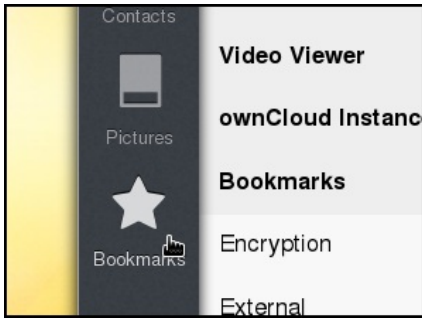 Contacts
Pictures
Bookmarks
Video Viewer
ownCloud Instanc
Bookmarks
Encryption
External